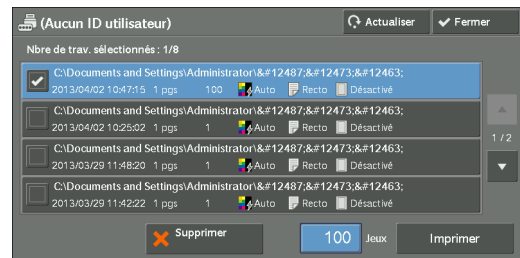 (Aucun ID utilisateur) Actualiser Fermer
Nbre de trav. sélectionnés : 1/8
C:\Documents and Settings\Administrator\&#12487;&#12473;&#12463;
2013/04/02 10:47:15 1 pgs 100 Auto Recto Désactivé
C:\Documents and Settings\Administrator\&#12487;&#12473;&#12463;
2013/04/02 10:25:02 1 pgs 1 Auto Recto Désactivé
1 / 2
C:\Documents and Settings\Administrator\&#12487;&#12473;&#12463;
2013/03/29 11:48:20 1 pgs 1 Auto Recto Désactivé
C:\Documents and Settings\Administrator\&#12487;&#12473;&#12463;
2013/03/29 11:42:22 1 pgs 1 Auto Recto Désactivé
Supprimer 100 Jeux Imprimer